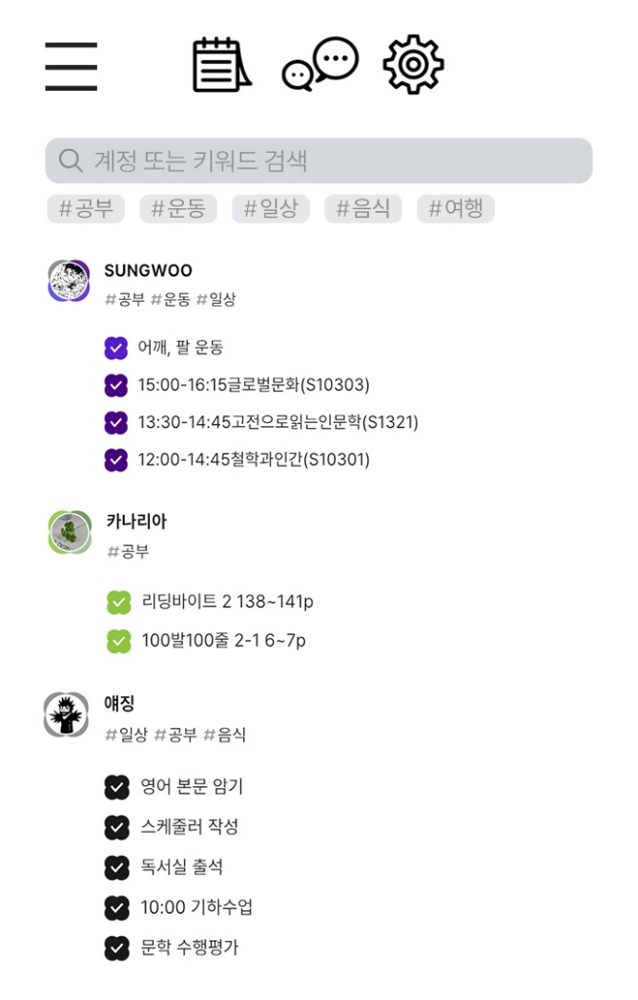 계정 또는 키워드 검색
#공부 #운동 #일상 #음식 #여행
SUNGWOO
#공부 #운동 #일상
어깨, 팔 운동
15:00-16:15글로벌문화(S10303)
13:30-14:45고전으로읽는인문학(S1321)
12:00-14:45철학과인간(S10301)
카나리아
#공부
리딩바이트 2 138~141p
100발100줄 2-1 6~7p
얘징
#일상 #공부 #음식
영어 본문 암기
스케줄러 작성
독서실 출석
10:00 기하수업
문학 수행평가